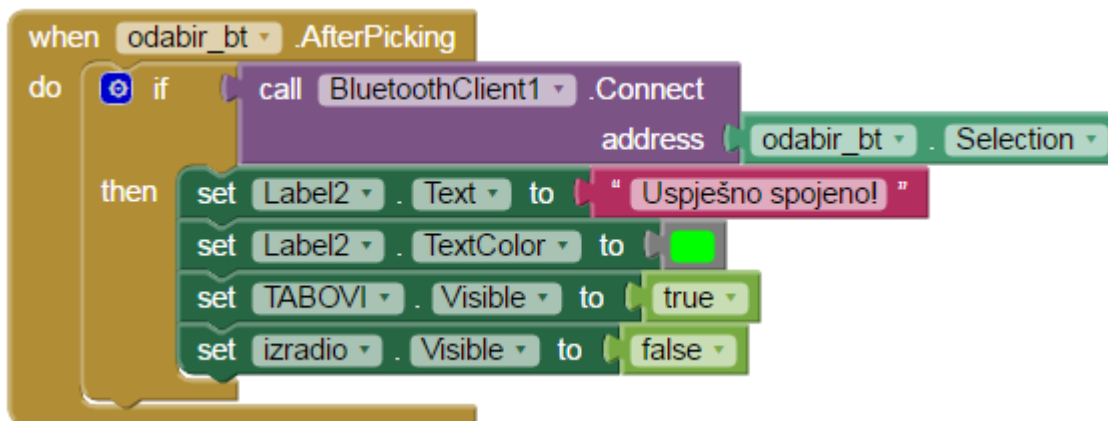 when odabir_bt .AfterPicking
do if call BluetoothClient1 .Connect
address odabir_bt . Selection
then set Label2 . Text to " Uspješno spojeno! "
set Label2 . TextColor to
set TABOVI . Visible to true
set izradio . Visible to false